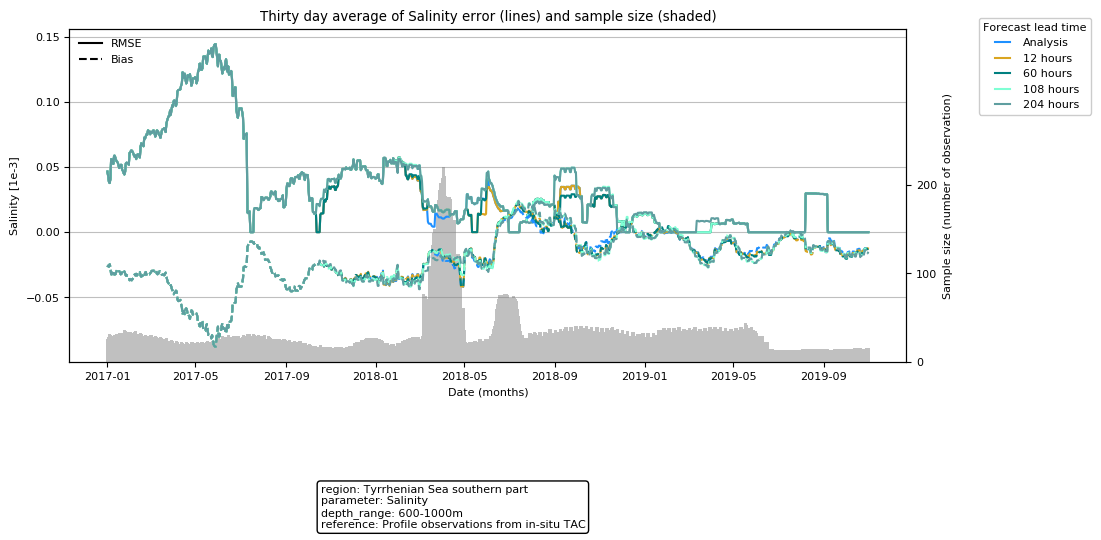 Thirty day average of Salinity error (lines) and sample size (shaded)
Forecast lead time
Analysis
12 hours
60 hours
108 hours
204 hours
RMSE
Bias
0.15
0.10
0.05
0.00
−0.05
Salinity [1e-3]
200
100
0
Sample size (number of observation)
2017-01 2017-05 2017-09 2018-01 2018-05 2018-09 2019-01 2019-05 2019-09
Date (months)
region: Tyrrhenian Sea southern part
parameter: Salinity
depth_range: 600-1000m
reference: Profile observations from in-situ TAC